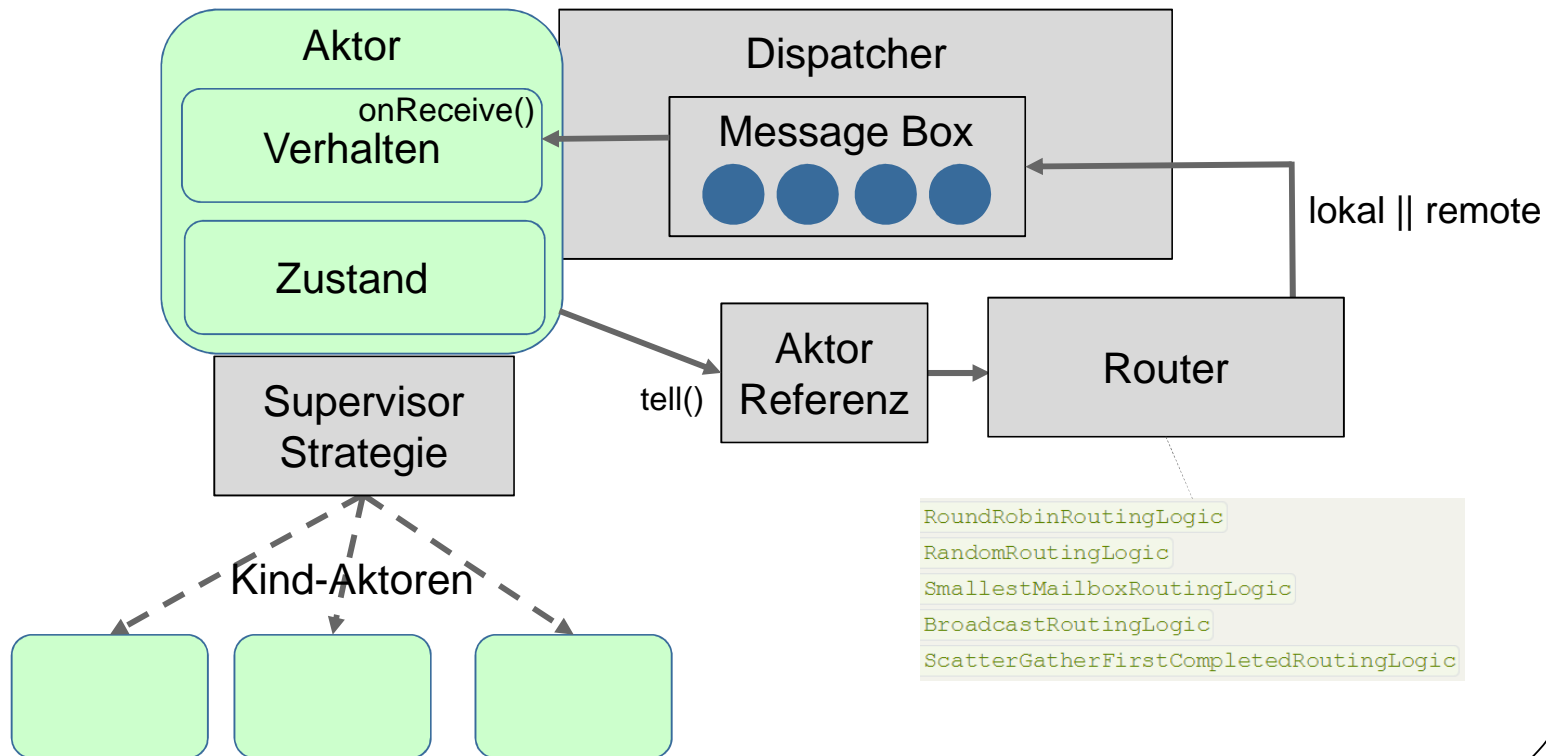 Aktor
onReceive()
Verhalten
Zustand
Dispatcher
Message Box
lokal || remote
tell()
Aktor
Referenz
Router
Supervisor
Strategie
Kind-Aktoren
RoundRobinRoutingLogic
RandomRoutingLogic
SmallestMailboxRoutingLogic
BroadcastRoutingLogic
ScatterGatherFirstCompletedRoutingLogic